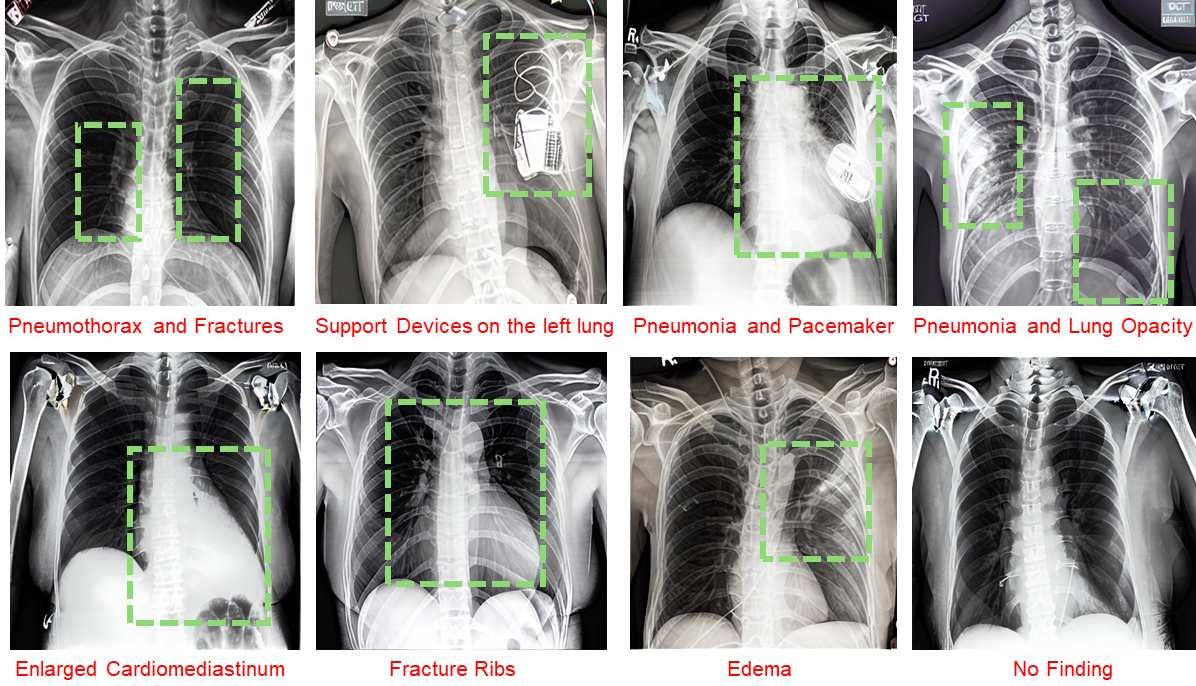 Pneumothorax and Fractures
Support Devices on the left lung
Pneumonia and Pacemaker
Pneumonia and Lung Opacity
Enlarged Cardiomediastinum
Fracture Ribs
Edema
No Finding